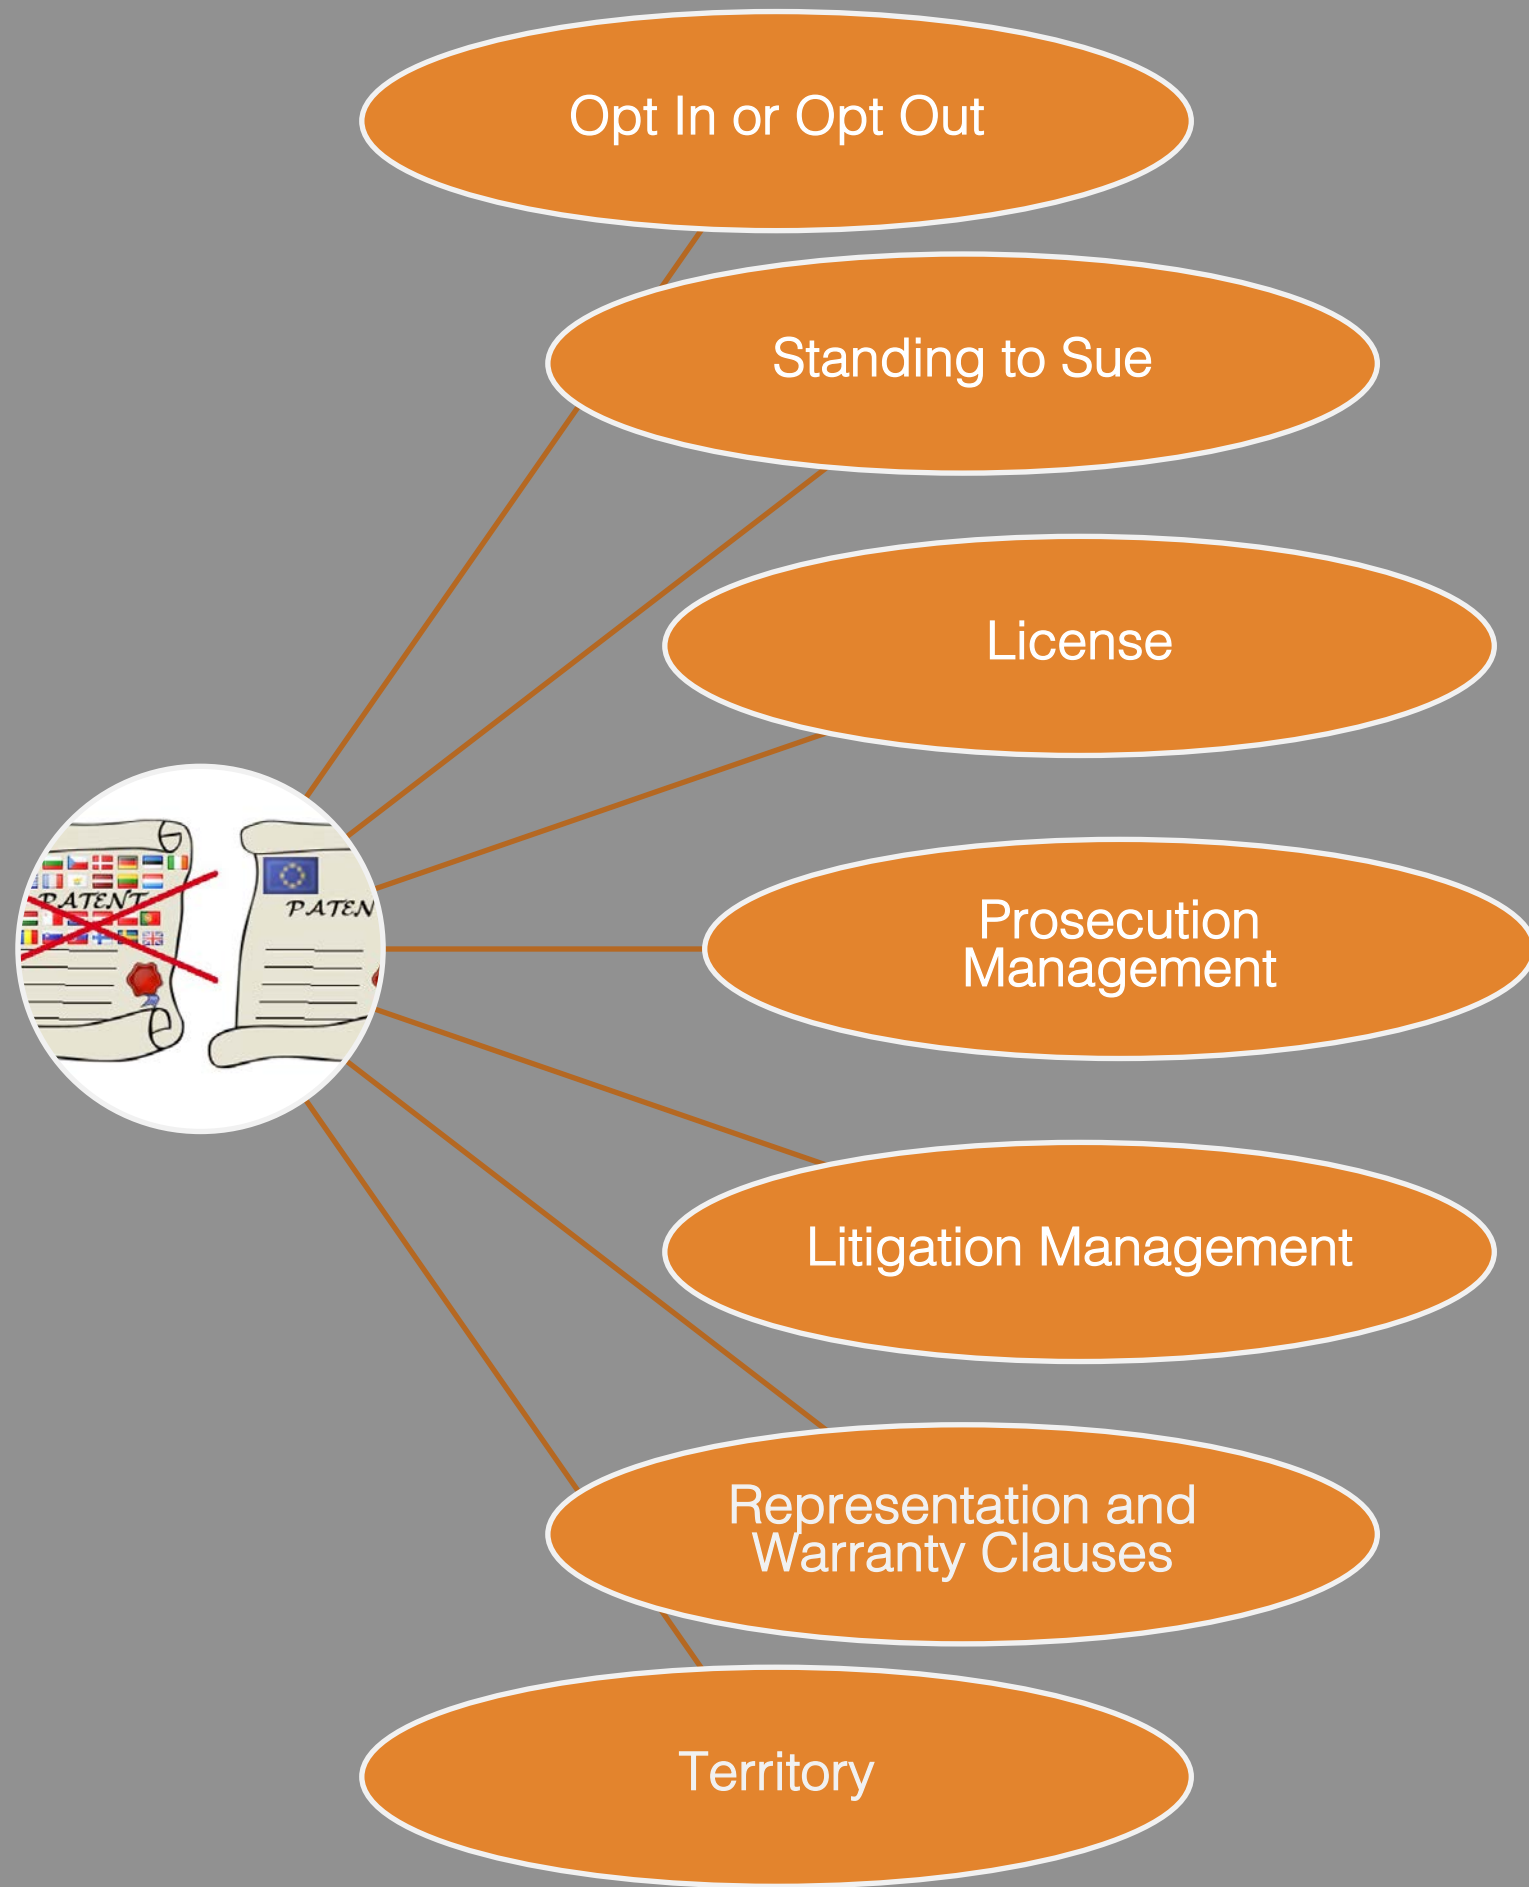 Opt In or Opt Out
Standing to Sue
License
PATENT
PATEN
Prosecution
Management
Litigation Management
Representation and
Warranty Clauses
Territory